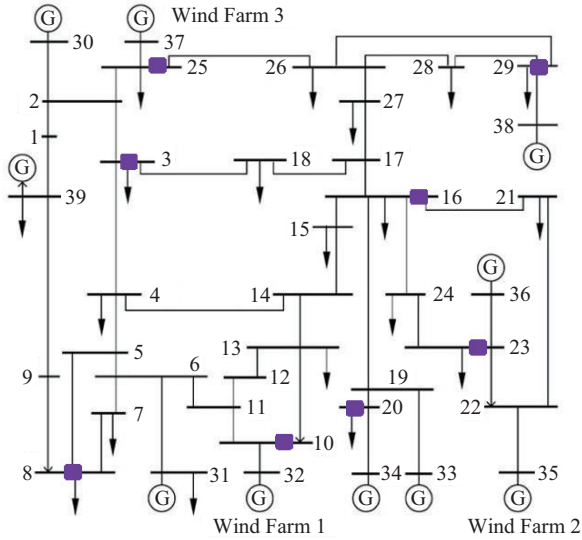 G Wind Farm 3 G
30 37
25 26 28 29
2 27
1 38
3 18 17 G
G
39 16 21
15
G
4 14 24 36
5 13 23
9 6 12 19
7 11 20 22
8 10
31 32 34 33 35
G G G G G
Wind Farm 1 Wind Farm 2